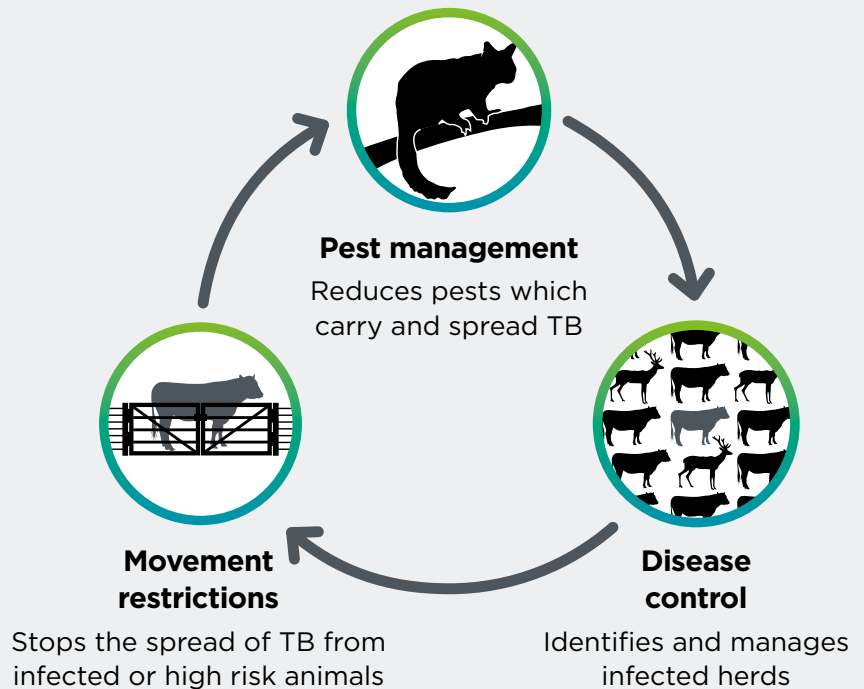 Pest management
Reduces pests which
carry and spread TB
Movement
restrictions
Stops the spread of TB from
infected or high risk animals
Disease
control
Identifies and manages
infected herds